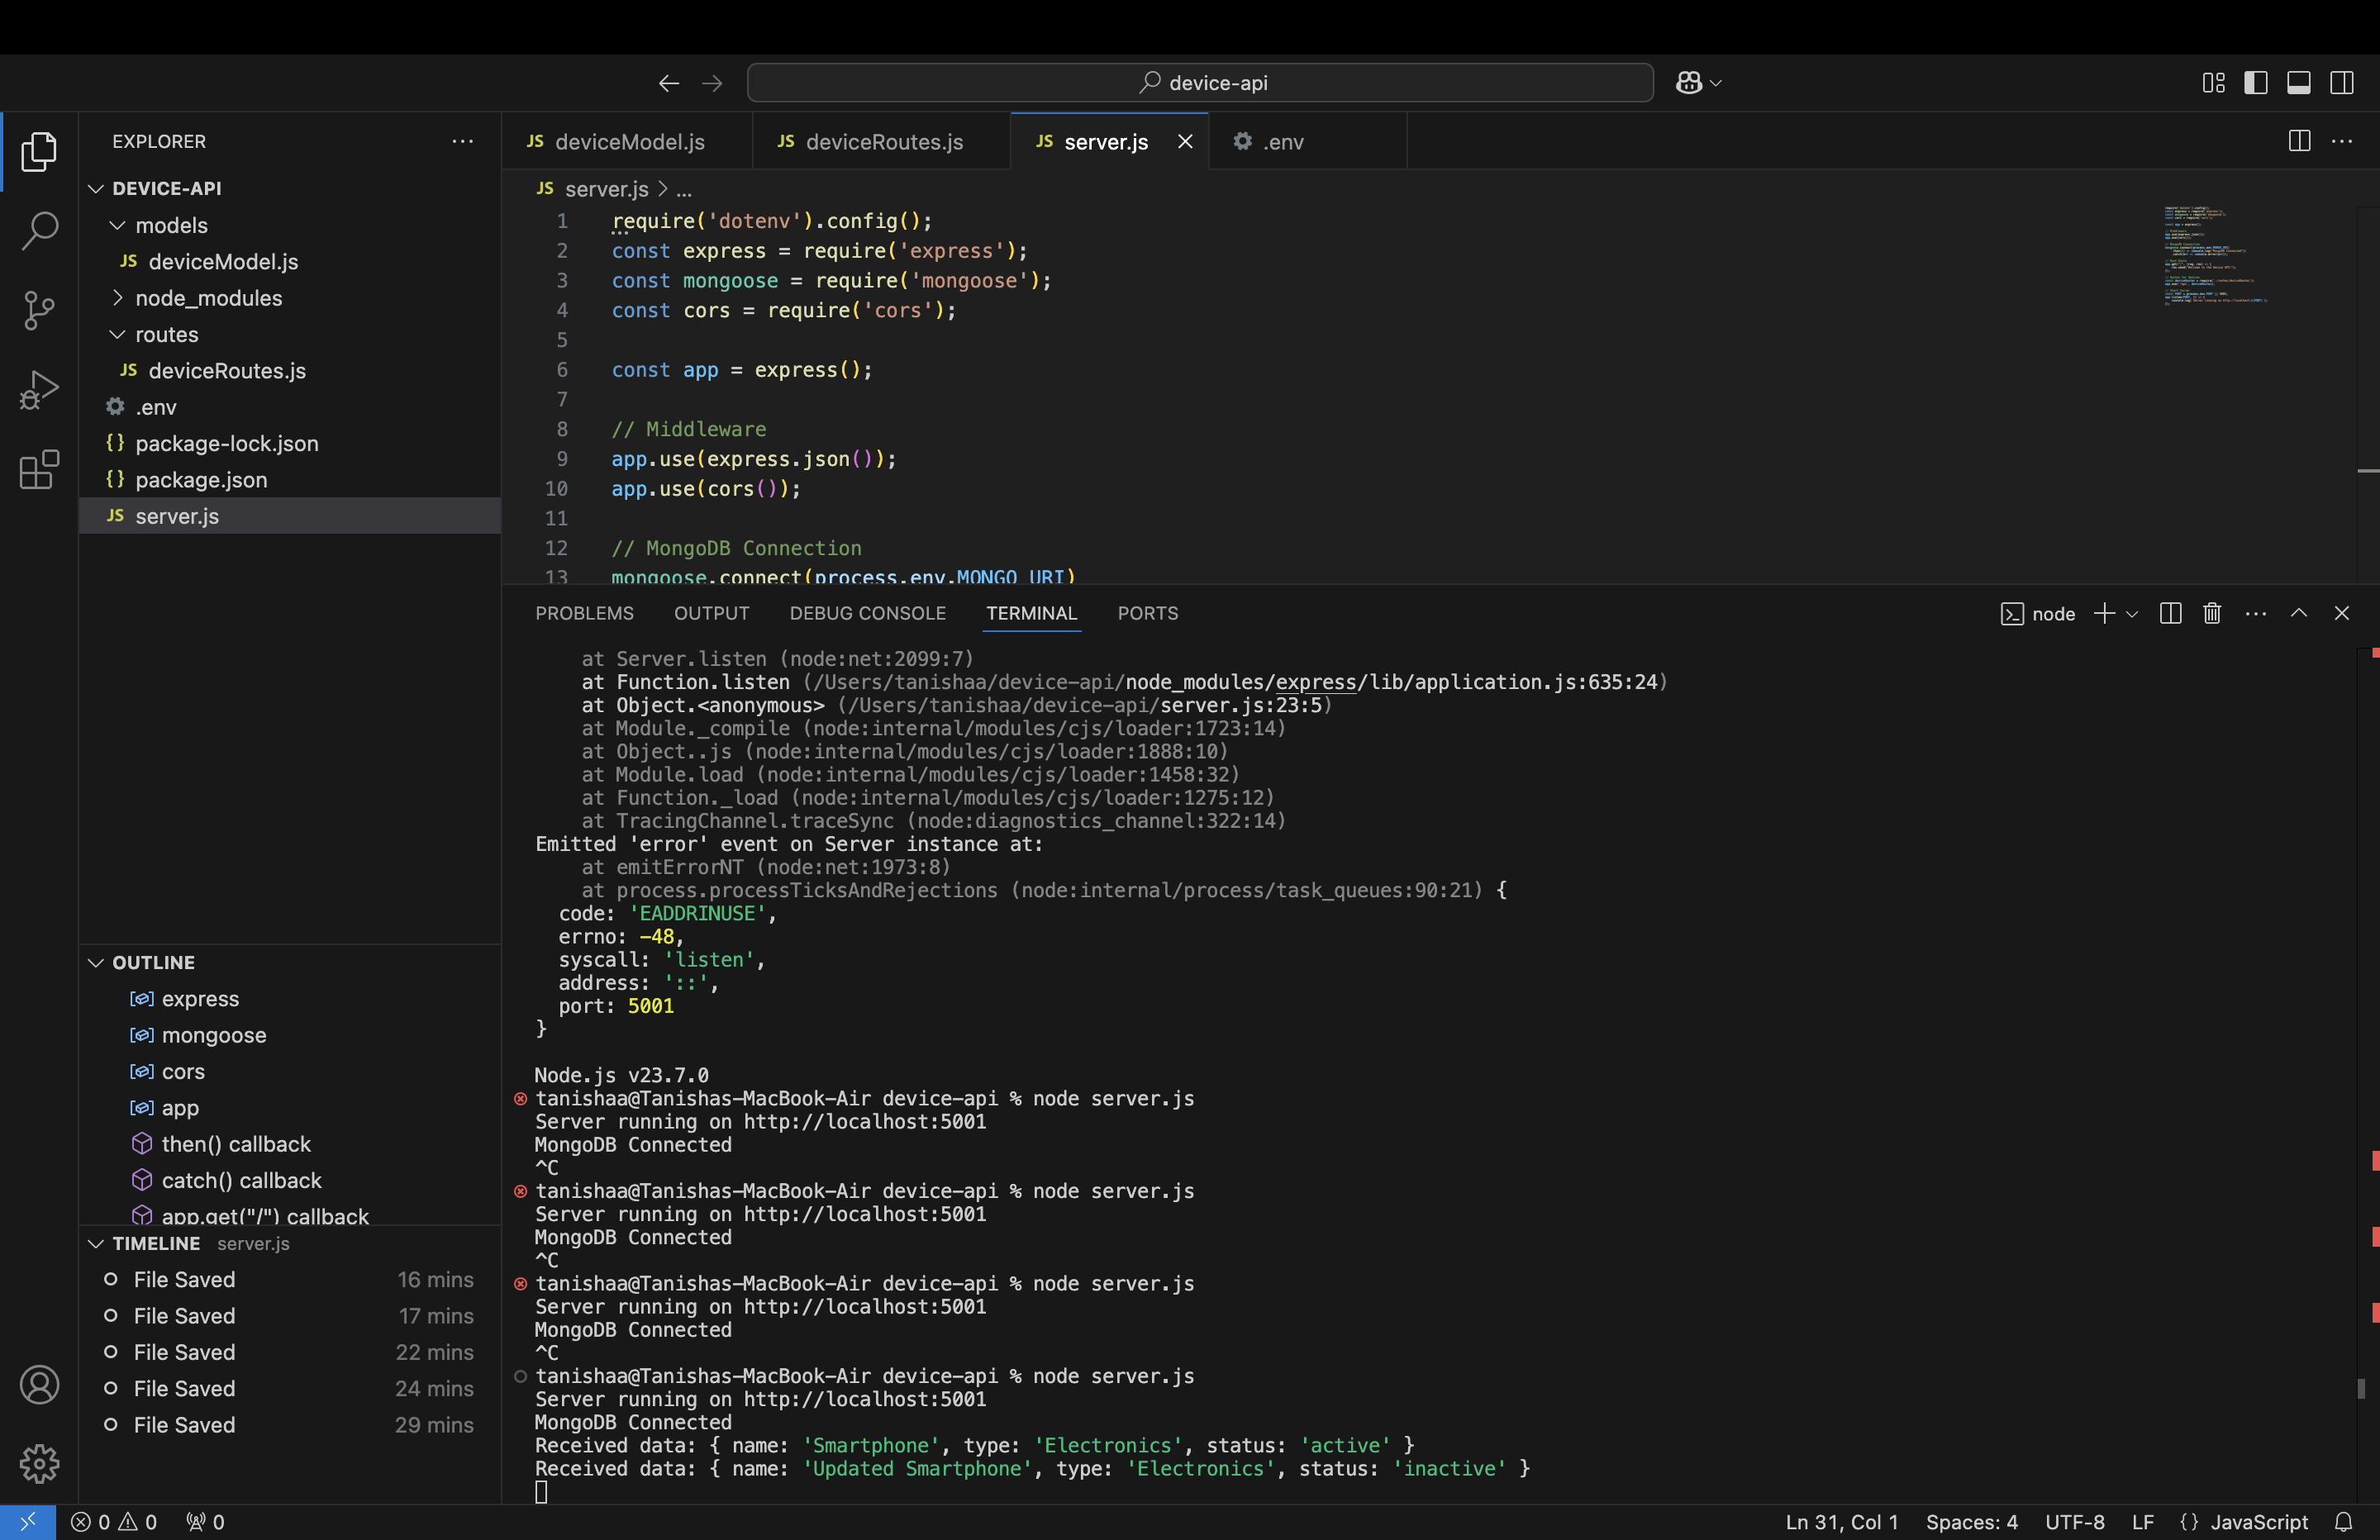 device-api
EXPLORER
DEVICE-API
models
JS deviceModel.js
node_modules
routes
JS deviceRoutes.js
.env
{} package-lock.json
{} package.json
JS server.js
OUTLINE
express
mongoose
cors
app
then() callback
catch() callback
app.get("/") callback
TIMELINE server.js
File Saved 16 mins
File Saved 17 mins
File Saved 22 mins
File Saved 24 mins
File Saved 29 mins
JS deviceModel.js JS deviceRoutes.js JS server.js .env
JS server.js > ...
1 require('dotenv').config();
2 const express = require('express');
3 const mongoose = require('mongoose');
4 const cors = require('cors');
5
6 const app = express();
7
8 // Middleware
9 app.use(express.json());
10 app.use(cors());
11
12 // MongoDB Connection
13 mongoose.connect(process.env.MONGO_URI)
PROBLEMS OUTPUT DEBUG CONSOLE TERMINAL PORTS node
at Server.listen (node:net:2099:7)
at Function.listen (/Users/tanishaa/device-api/node_modules/express/lib/application.js:635:24)
at Object.<anonymous> (/Users/tanishaa/device-api/server.js:23:5)
at Module._compile (node:internal/modules/cjs/loader:1723:14)
at Object..js (node:internal/modules/cjs/loader:1888:10)
at Module.load (node:internal/modules/cjs/loader:1458:32)
at Function._load (node:internal/modules/cjs/loader:1275:12)
at TracingChannel.traceSync (node:diagnostics_channel:322:14)
Emitted 'error' event on Server instance at:
at emitErrorNT (node:net:1973:8)
at process.processTicksAndRejections (node:internal/process/task_queues:90:21) {
code: 'EADDRINUSE',
errno: -48,
syscall: 'listen',
address: '::',
port: 5001
}
Node.js v23.7.0
tanishaa@Tanishas-MacBook-Air device-api % node server.js
Server running on http://localhost:5001
MongoDB Connected
^C
tanishaa@Tanishas-MacBook-Air device-api % node server.js
Server running on http://localhost:5001
MongoDB Connected
^C
tanishaa@Tanishas-MacBook-Air device-api % node server.js
Server running on http://localhost:5001
MongoDB Connected
^C
tanishaa@Tanishas-MacBook-Air device-api % node server.js
Server running on http://localhost:5001
MongoDB Connected
Received data: { name: 'Smartphone', type: 'Electronics', status: 'active' }
Received data: { name: 'Updated Smartphone', type: 'Electronics', status: 'inactive' }
0 0 0 Ln 31, Col 1 Spaces: 4 UTF-8 LF {} JavaScript